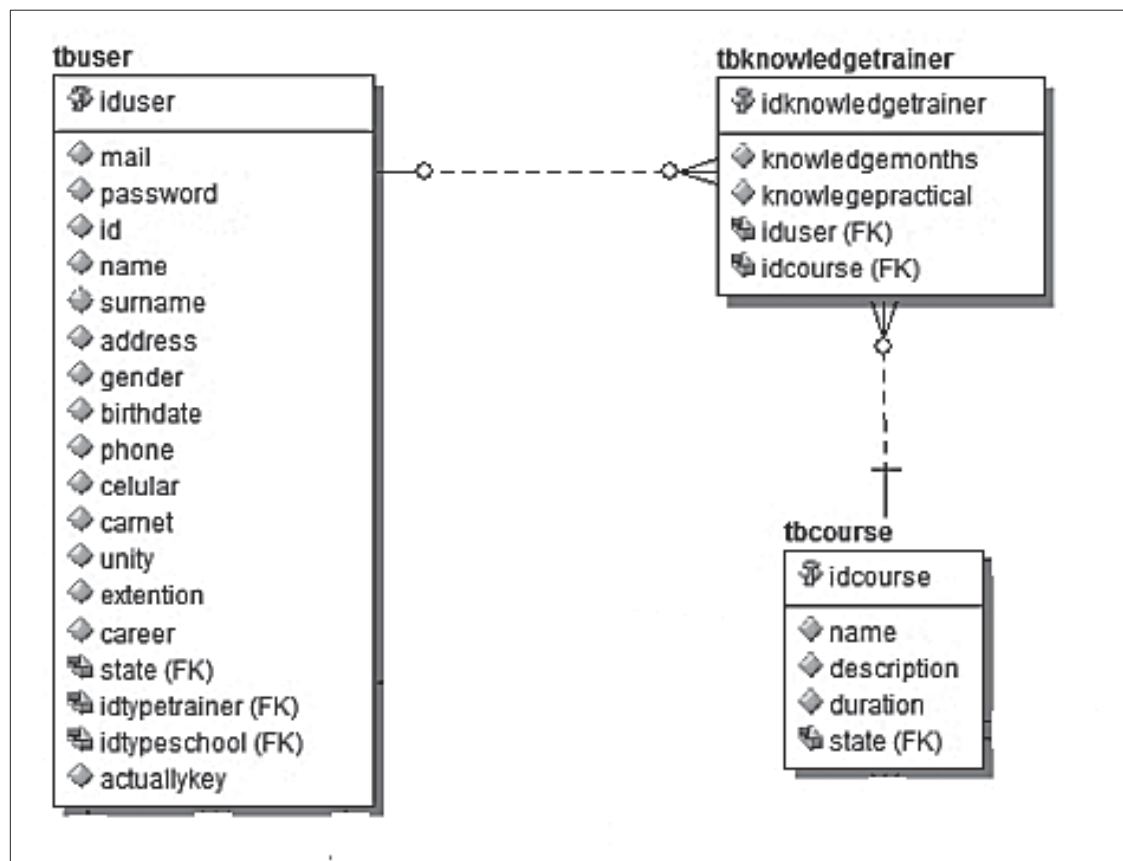 tbuser
iduser
mail
password
id
name
surname
address
gender
birthdate
phone
celular
carnet
unity
extention
career
state (FK)
idtypetrainer (FK)
idtypeschool (FK)
actuallykey
tbknowledgetrainer
idknowledgetrainer
knowledgemonths
knowlegepractical
iduser (FK)
idcourse (FK)
tbcourse
idcourse
name
description
duration
state (FK)